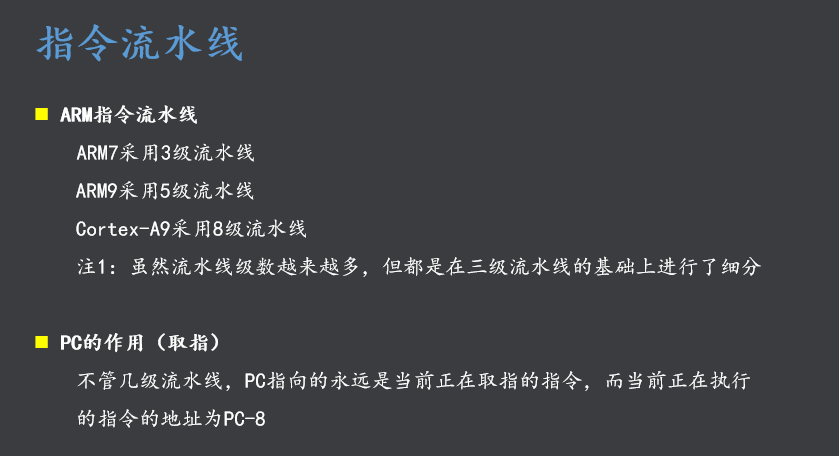 指令流水线
ARM指令流水线
ARM7采用3级流水线
ARM9采用5级流水线
Cortex-A9采用8级流水线
注1：虽然流水线级数越来越多，但都是在三级流水线的基础上进行了细分
PC的作用（取指）
不管几级流水线，PC指向的永远是当前正在取指的指令，而当前正在执行
的指令的地址为PC-8